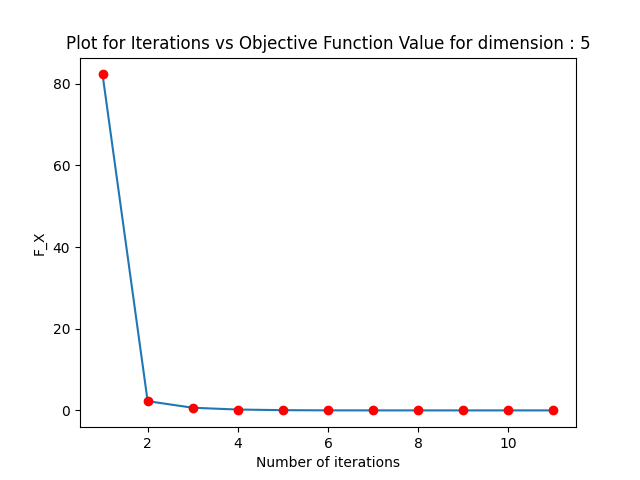 Plot for Iterations vs Objective Function Value for dimension : 5
80
60
40
20
0
F_X
2 4 6 8 10
Number of iterations